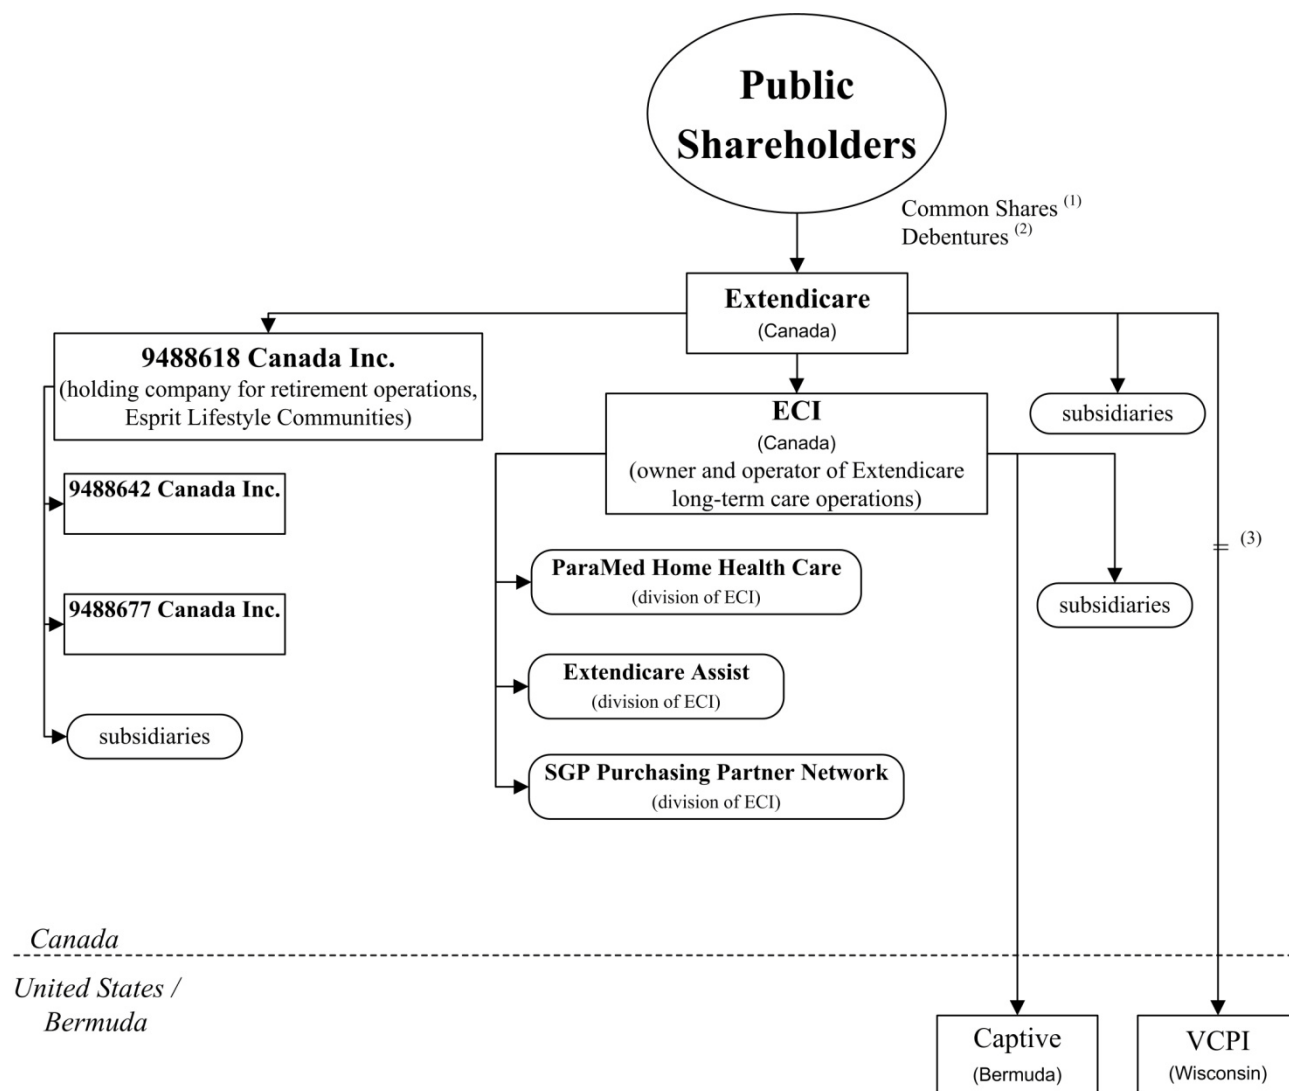 Public
Shareholders
Common Shares (1)
Debentures (2)
Extendicare
(Canada)
9488618 Canada Inc.
(holding company for retirement operations,
Esprit Lifestyle Communities)
ECI
(Canada)
(owner and operator of Extendicare
long-term care operations)
subsidiaries
9488642 Canada Inc.
(3)
ParaMed Home Health Care
(division of ECI)
subsidiaries
9488677 Canada Inc.
Extendicare Assist
(division of ECI)
subsidiaries
SGP Purchasing Partner Network
(division of ECI)
Canada
United States /
Bermuda
Captive
(Bermuda)
VCPI
(Wisconsin)